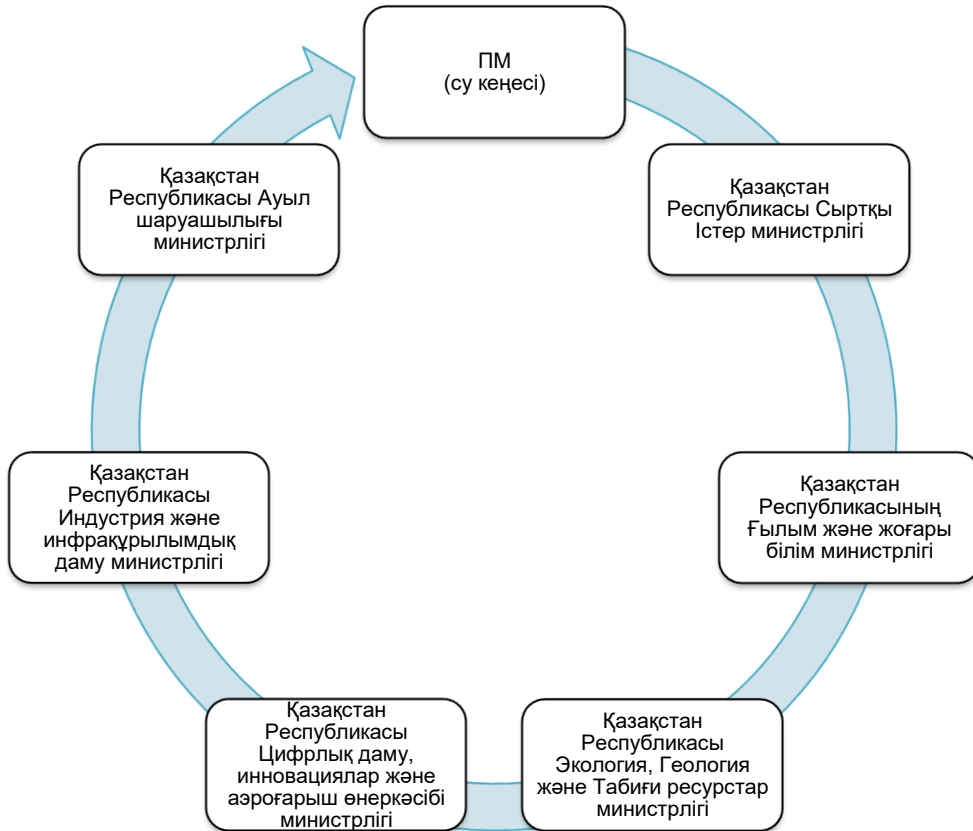 ПМ
(су кеңесі)
Қазақстан
Республикасы Сыртқы
Істер министрлігі
Қазақстан
Республикасының
Ғылым және жоғары
білім министрлігі
Қазақстан
Республикасы
Экология, Геология
және Табиғи ресурстар
министрлігі
Қазақстан
Республикасы
Цифрлық даму,
инновациялар және
аэроғарыш өнеркәсібі
министрлігі
Қазақстан
Республикасы
Индустрия және
инфрақұрылымдық
даму министрлігі
Қазақстан
Республикасы Ауыл
шаруашылығы
министрлігі